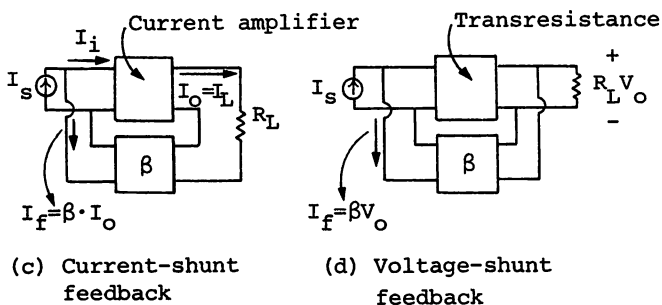 Current amplifier
I_i
I_s
I_o=I_L
R_L
β
I_f=β·I_o
(c) Current-shunt
feedback
Transresistance
I_s
+
R_L V_o
-
β
I_f=βV_o
(d) Voltage-shunt
feedback